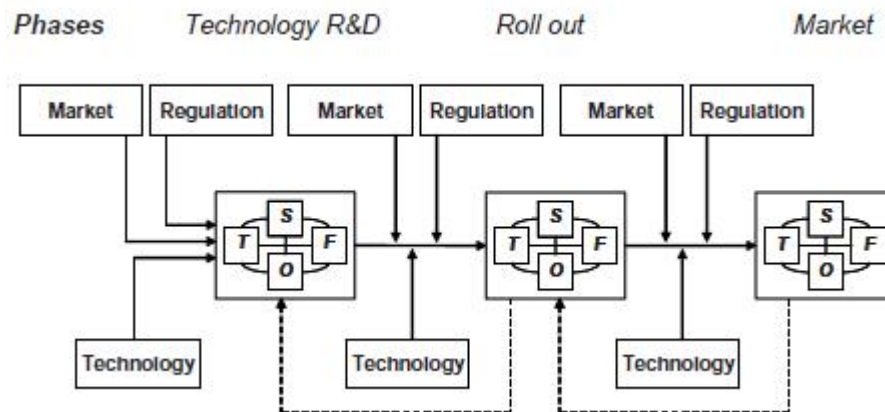 Phases Technology R&D Roll out Market
Market Regulation Market Regulation Market Regulation
S S S
T F T F T F
O O O
Technology Technology Technology